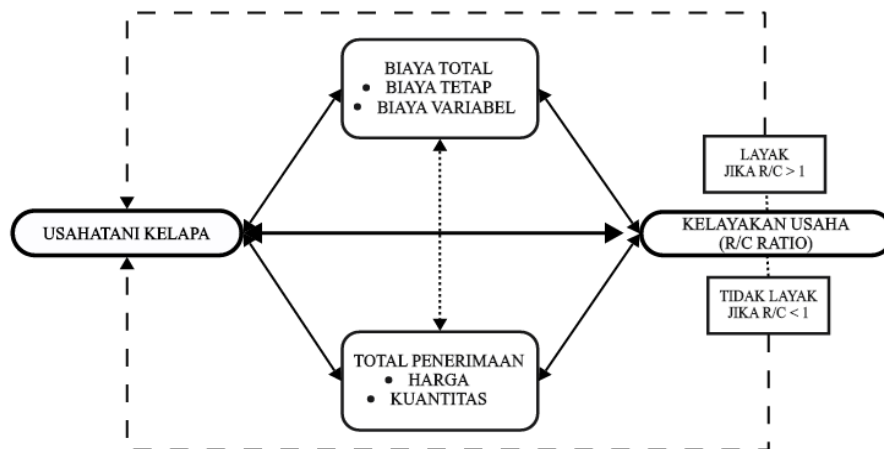 BIAYA TOTAL
• BIAYA TETAP
• BIAYA VARIABEL
LAYAK
JIKA R/C > 1
USAHATANI KELAPA
KELAYAKAN USAHA
(R/C RATIO)
TIDAK LAYAK
JIKA R/C < 1
TOTAL PENERIMAAN
• HARGA
• KUANTITAS